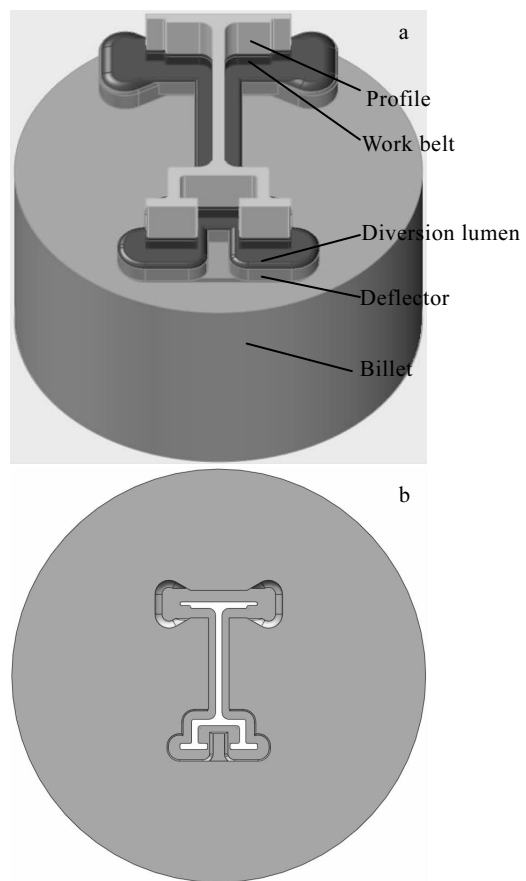 a
Profile
Work belt
Diversion lumen
Deflector
Billet
b